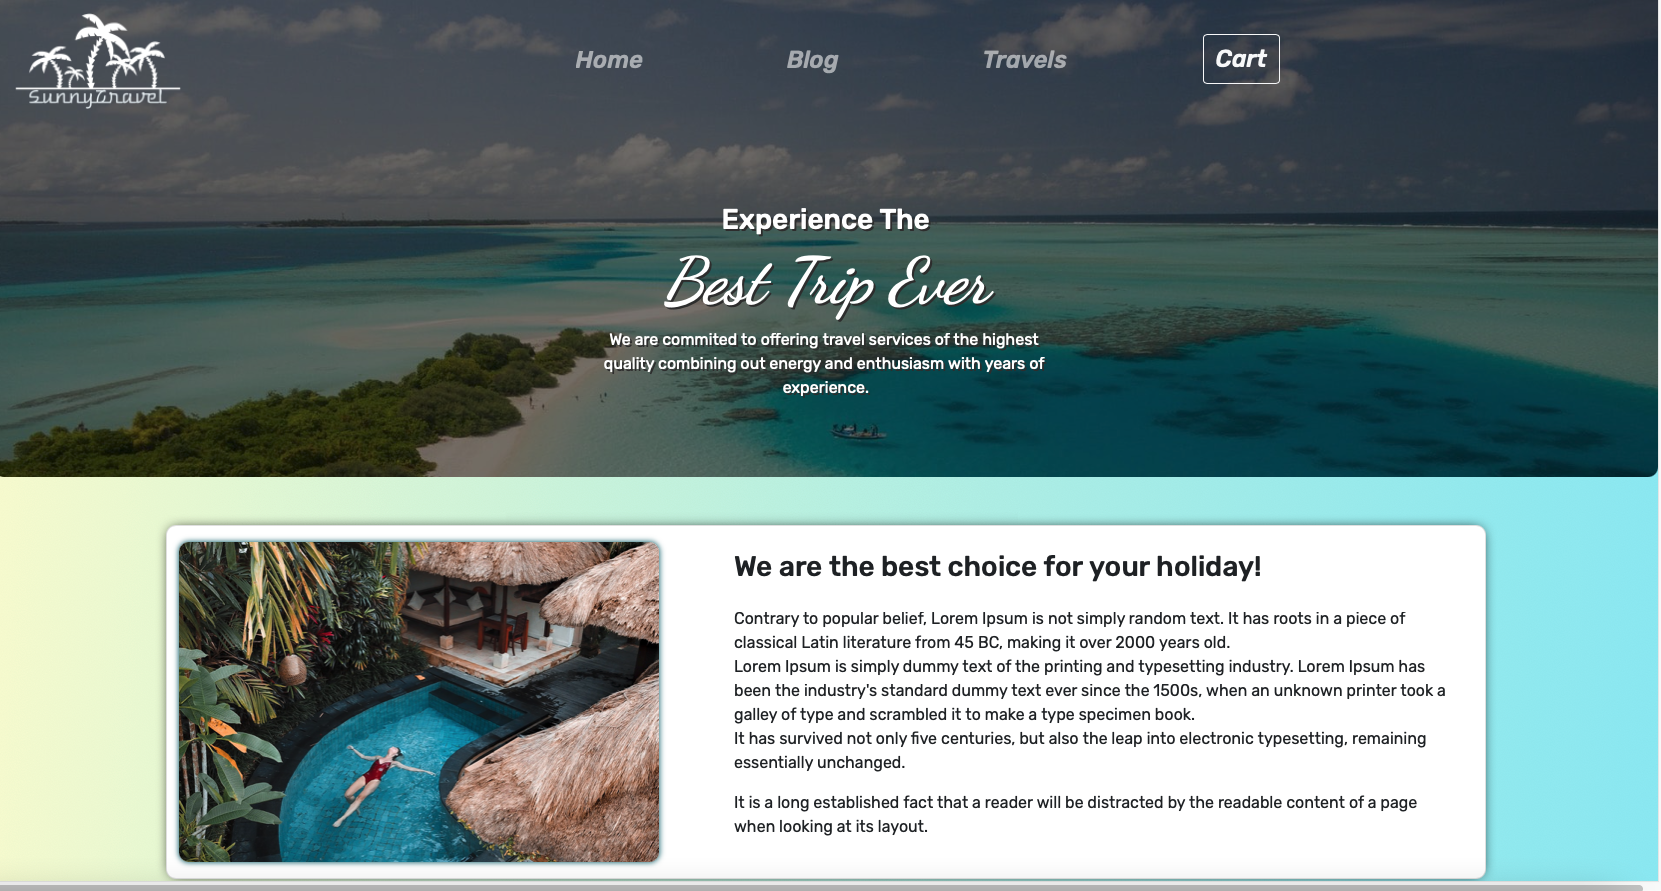 SunnyTravel
Home Blog Travels Cart
Experience The
Best Trip Ever
We are commited to offering travel services of the highest
quality combining out energy and enthusiasm with years of
experience.
We are the best choice for your holiday!
Contrary to popular belief, Lorem Ipsum is not simply random text. It has roots in a piece of
classical Latin literature from 45 BC, making it over 2000 years old.
Lorem Ipsum is simply dummy text of the printing and typesetting industry. Lorem Ipsum has
been the industry's standard dummy text ever since the 1500s, when an unknown printer took a
galley of type and scrambled it to make a type specimen book.
It has survived not only five centuries, but also the leap into electronic typesetting, remaining
essentially unchanged.
It is a long established fact that a reader will be distracted by the readable content of a page
when looking at its layout.